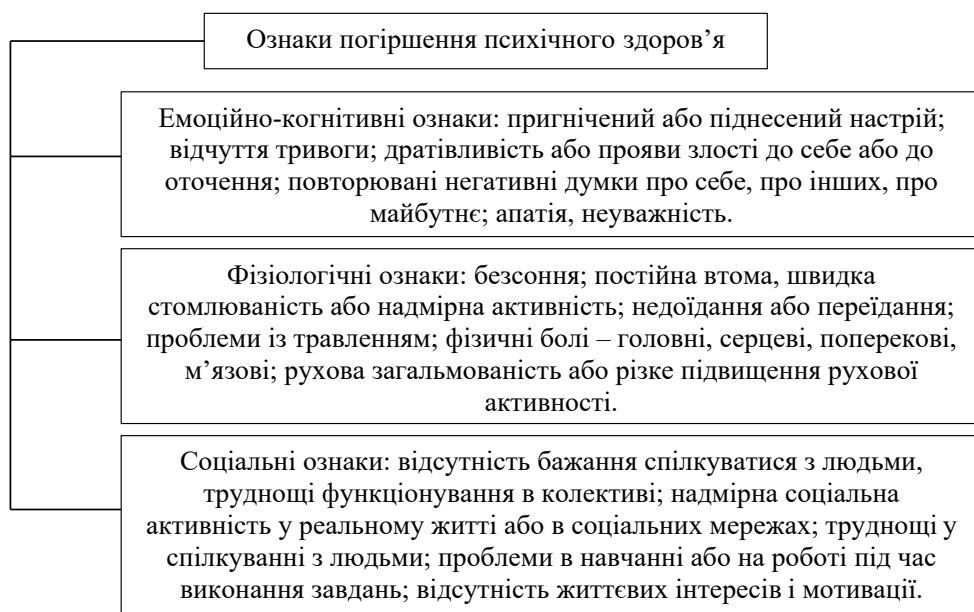 Ознаки погіршення психічного здоров’я
Емоційно-когнітивні ознаки: пригнічений або піднесений настрій;
відчуття тривоги; дратівливість або прояви злості до себе або до
оточення; повторювані негативні думки про себе, про інших, про
майбутнє; апатія, неуважність.
Фізіологічні ознаки: безсоння; постійна втома, швидка
стомлюваність або надмірна активність; недоїдання або переїдання;
проблеми із травленням; фізичні болі – головні, серцеві, поперекові,
м’язові; рухова загальмованість або різке підвищення рухової
активності.
Соціальні ознаки: відсутність бажання спілкуватися з людьми,
труднощі функціонування в колективі; надмірна соціальна
активність у реальному житті або в соціальних мережах; труднощі у
спілкуванні з людьми; проблеми в навчанні або на роботі під час
виконання завдань; відсутність життєвих інтересів і мотивації.